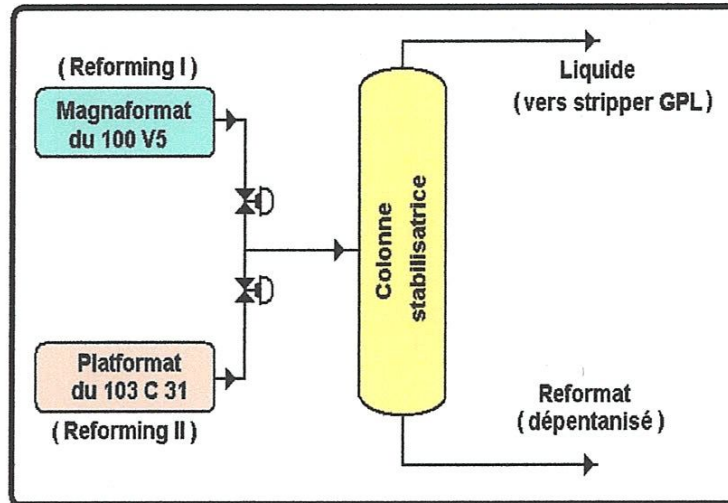 ( Reforming I )
Magnaformat
du 100 V5
Liquide
(vers stripper GPL)
Colonne
stabilisatrice
Platformat
du 103 C 31
( Reforming II )
Reformat
( dépentanisé )